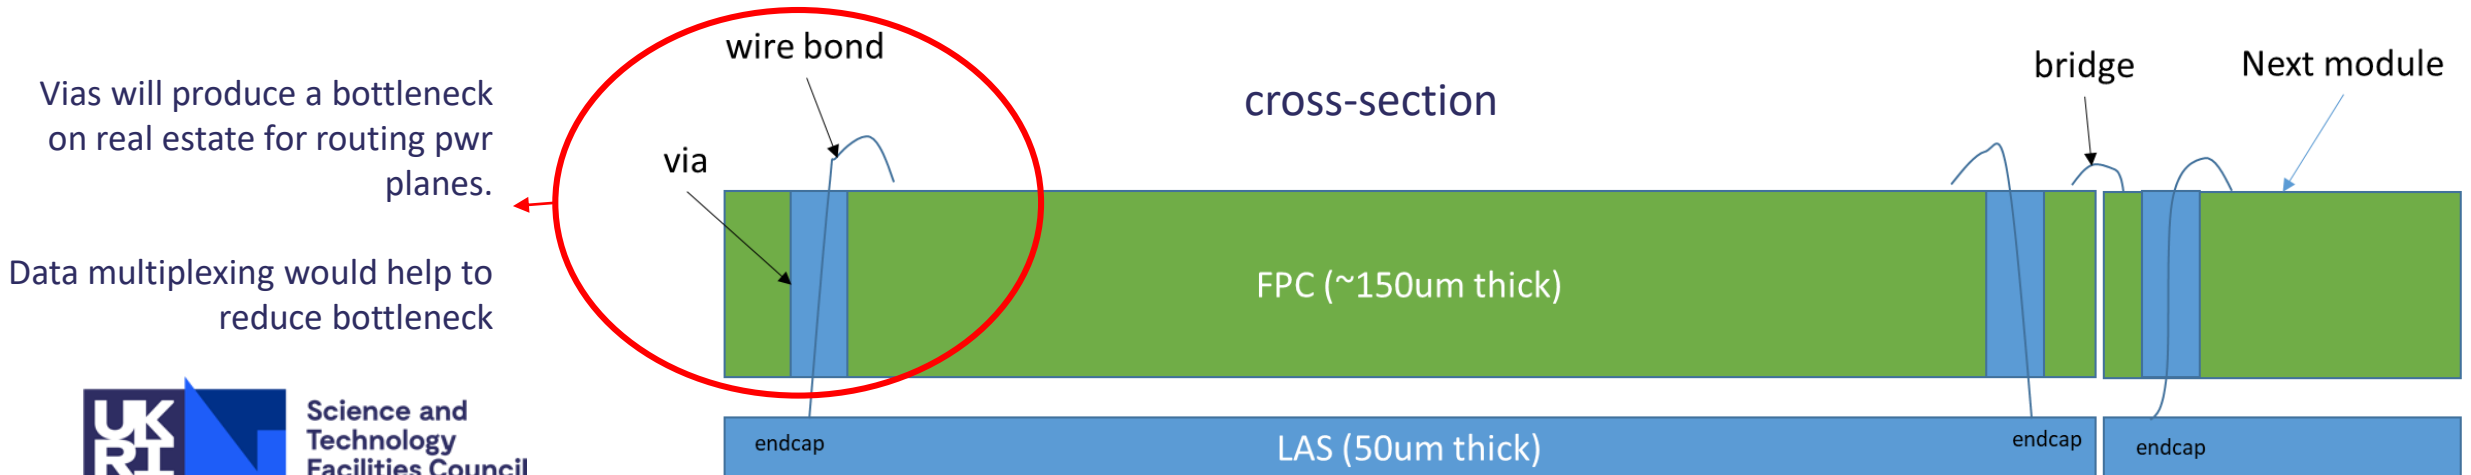 Vias will produce a bottleneck
on real estate for routing pwr
planes.
Data multiplexing would help to
reduce bottleneck
wire bond
via
cross-section
bridge
Next module
FPC (~150um thick)
endcap
LAS (50um thick)
endcap
endcap
UK
RI
Science and
Technology
Facilities Council